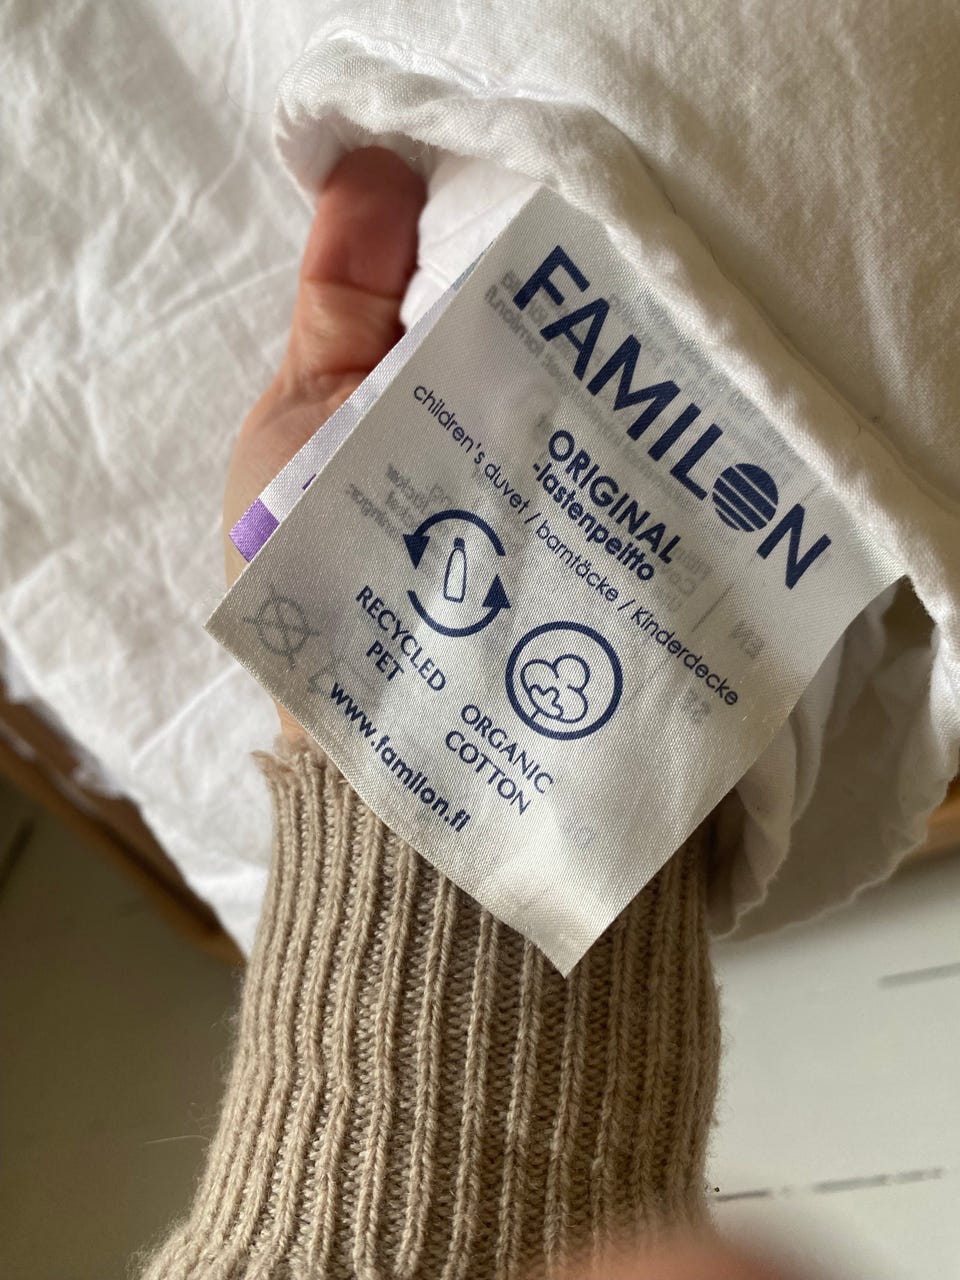 FAMILON
ORIGINAL
-lastenpeitto
children's duvet / barntäcke / Kinderdecke
RECYCLED
PET
ORGANIC
COTTON
www.familon.fi